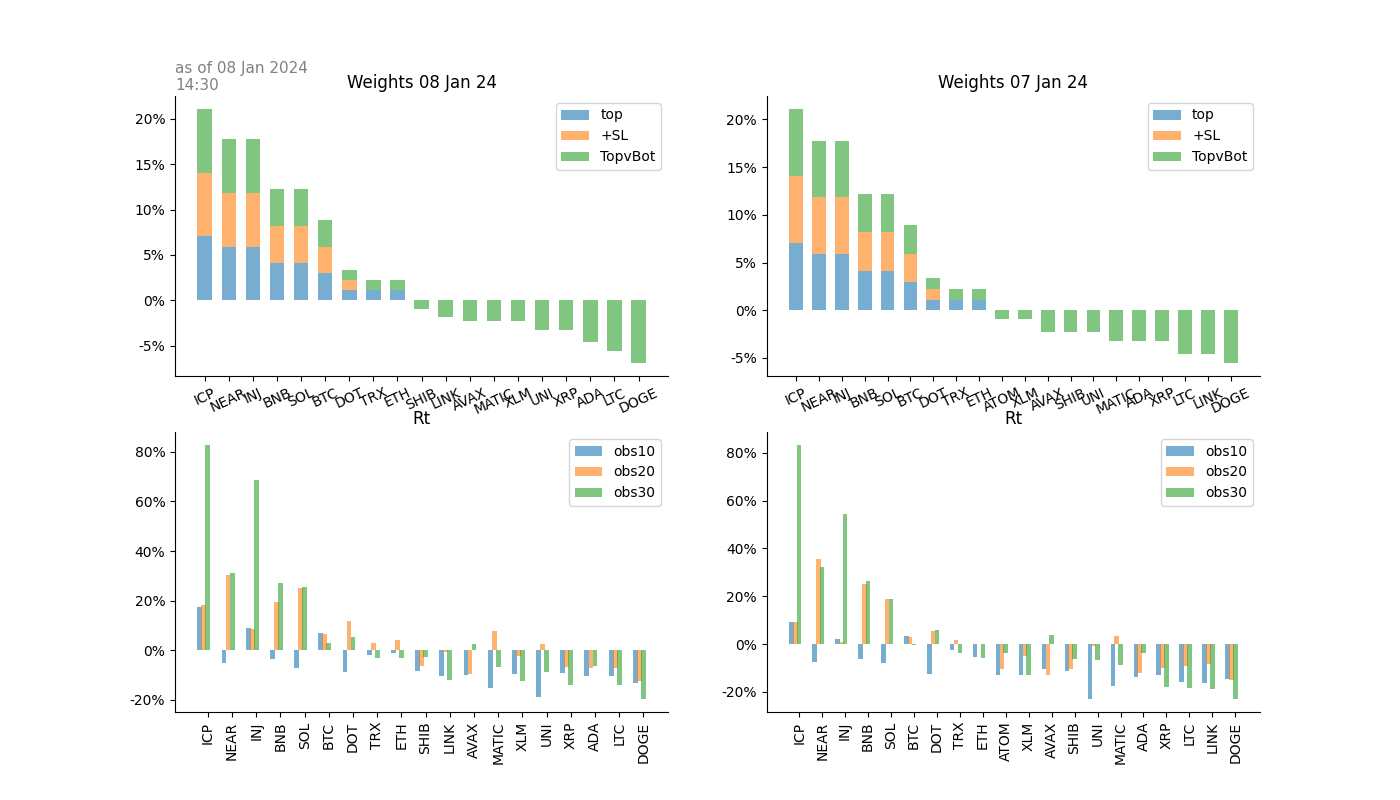 as of 08 Jan 2024
14:30
Weights 08 Jan 24
20%
15%
10%
5%
0%
-5%
top
+SL
TopvBot
ICP NEAR INJ BNB SOL BTC DOT TRX ETH SHIB LINK AVAX MATIC XLM UNI XRP ADA LTC DOGE
Weights 07 Jan 24
20%
15%
10%
5%
0%
-5%
top
+SL
TopvBot
ICP NEAR INJ BNB SOL BTC DOT TRX ETH ATOM XLM AVAX SHIB UNI MATIC ADA XRP LTC LINK DOGE
Rt
80%
60%
40%
20%
0%
-20%
obs10
obs20
obs30
ICP NEAR INJ BNB SOL BTC DOT TRX ETH SHIB LINK AVAX MATIC XLM UNI XRP ADA LTC DOGE
Rt
80%
60%
40%
20%
0%
-20%
obs10
obs20
obs30
ICP NEAR INJ BNB SOL BTC DOT TRX ETH ATOM XLM AVAX SHIB UNI MATIC ADA XRP LTC LINK DOGE